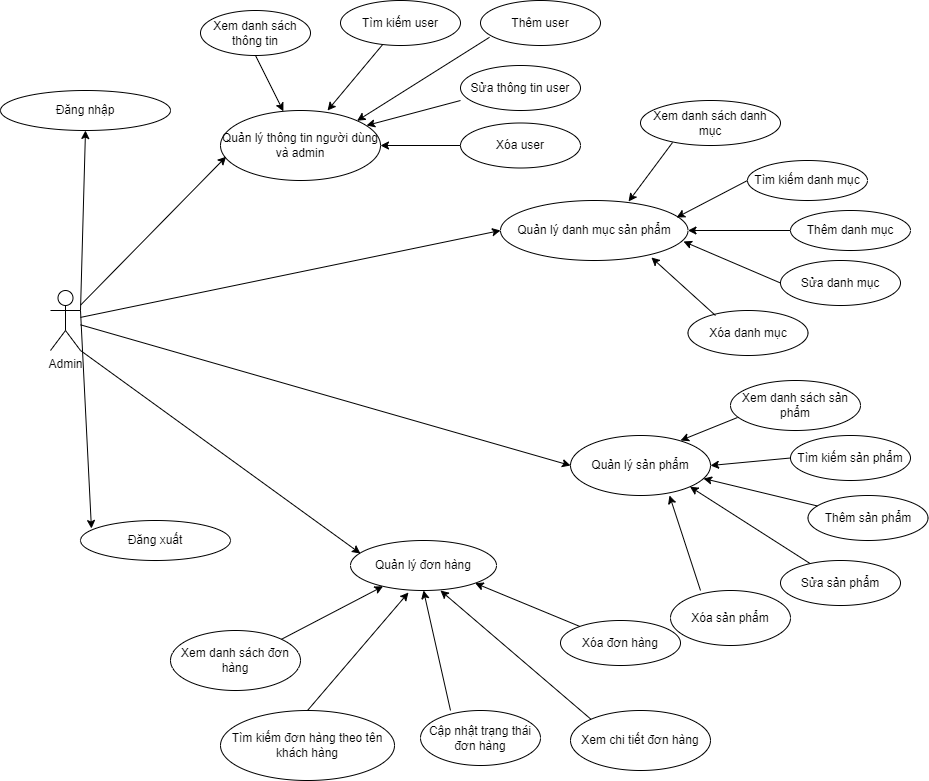 Xem danh sách
thông tin
Tìm kiếm user
Thêm user
Sửa thông tin user
Đăng nhập
Quản lý thông tin người dùng
và admin
Xóa user
Xem danh sách danh
mục
Tìm kiếm danh mục
Quản lý danh mục sản phẩm
Thêm danh mục
Sửa danh mục
Xóa danh mục
Admin
Xem danh sách sản
phẩm
Quản lý sản phẩm
Tìm kiếm sản phẩm
Thêm sản phẩm
Đăng xuất
Quản lý đơn hàng
Sửa sản phẩm
Xóa sản phẩm
Xóa đơn hàng
Xem danh sách đơn
hàng
Tìm kiếm đơn hàng theo tên
khách hàng
Cập nhật trạng thái
đơn hàng
Xem chi tiết đơn hàng